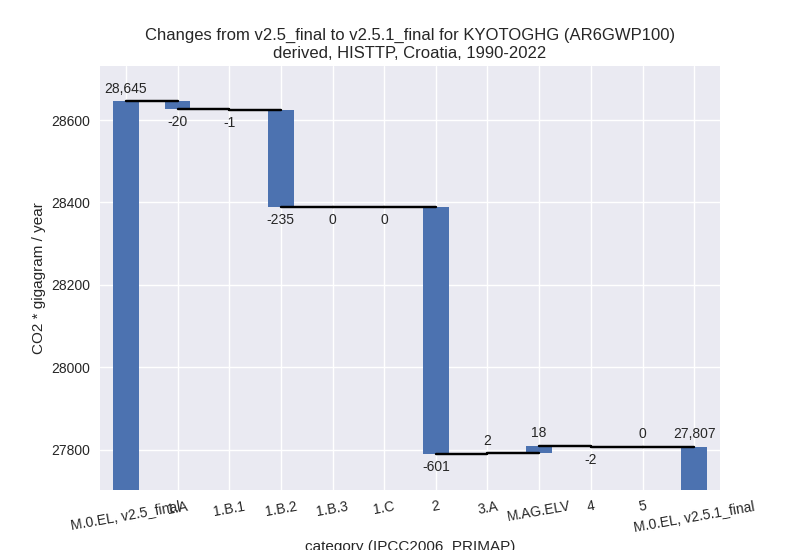 Changes from v2.5_final to v2.5.1_final for KYOTOGHG (AR6GWP100)
derived, HISTTP, Croatia, 1990-2022
28,645
-20
-1
-235
0
0
-601
2
18
-2
0
27,807
28600
28400
28200
28000
27800
CO2 * gigagram / year
M.0.EL, v2.5_final
1.A
1.B.1
1.B.2
1.B.3
1.C
2
3.A
M.AG.ELV
4
5
M.0.EL, v2.5.1_final
category (IPCC2006_PRIMAP)